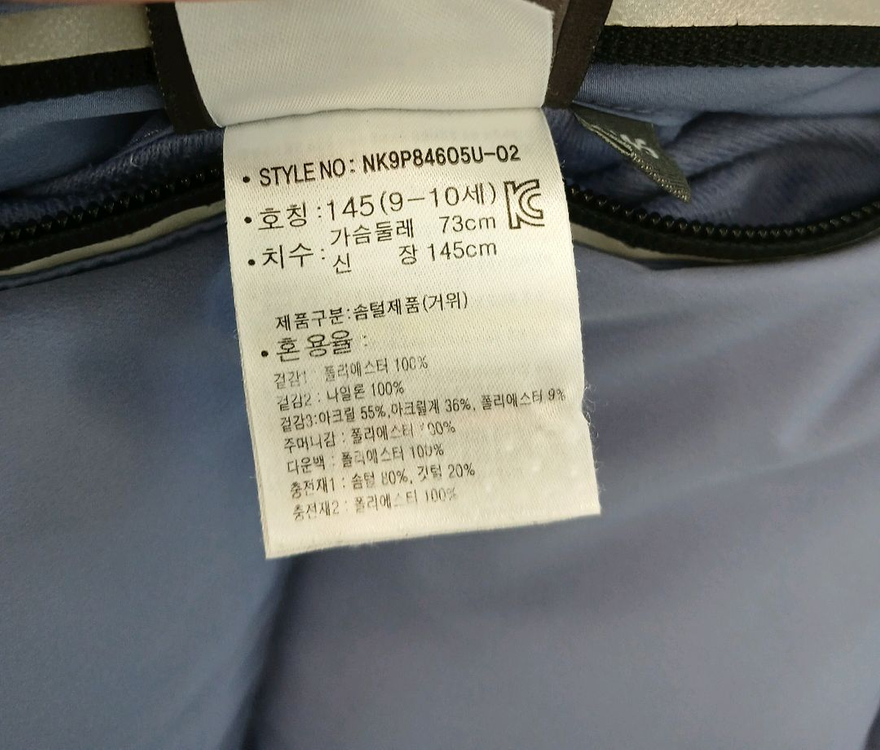 • STYLE NO: NK9P84605U-02
• 호칭 : 145(9-10세)
• 치수 : 가슴둘레 73cm
신 장 145cm
제품구분:솜털제품(거위)
• 혼용율 :
겉감1 : 폴리에스터 100%
겉감2 : 나일론 100%
겉감3:아크릴 55%,아크릴계 36%, 폴리에스터 9%
주머니감 : 폴리에스터 100%
다운백 : 폴리에스터 100%
충전재1 : 솜털 80%, 깃털 20%
충전재2 : 폴리에스터 100%